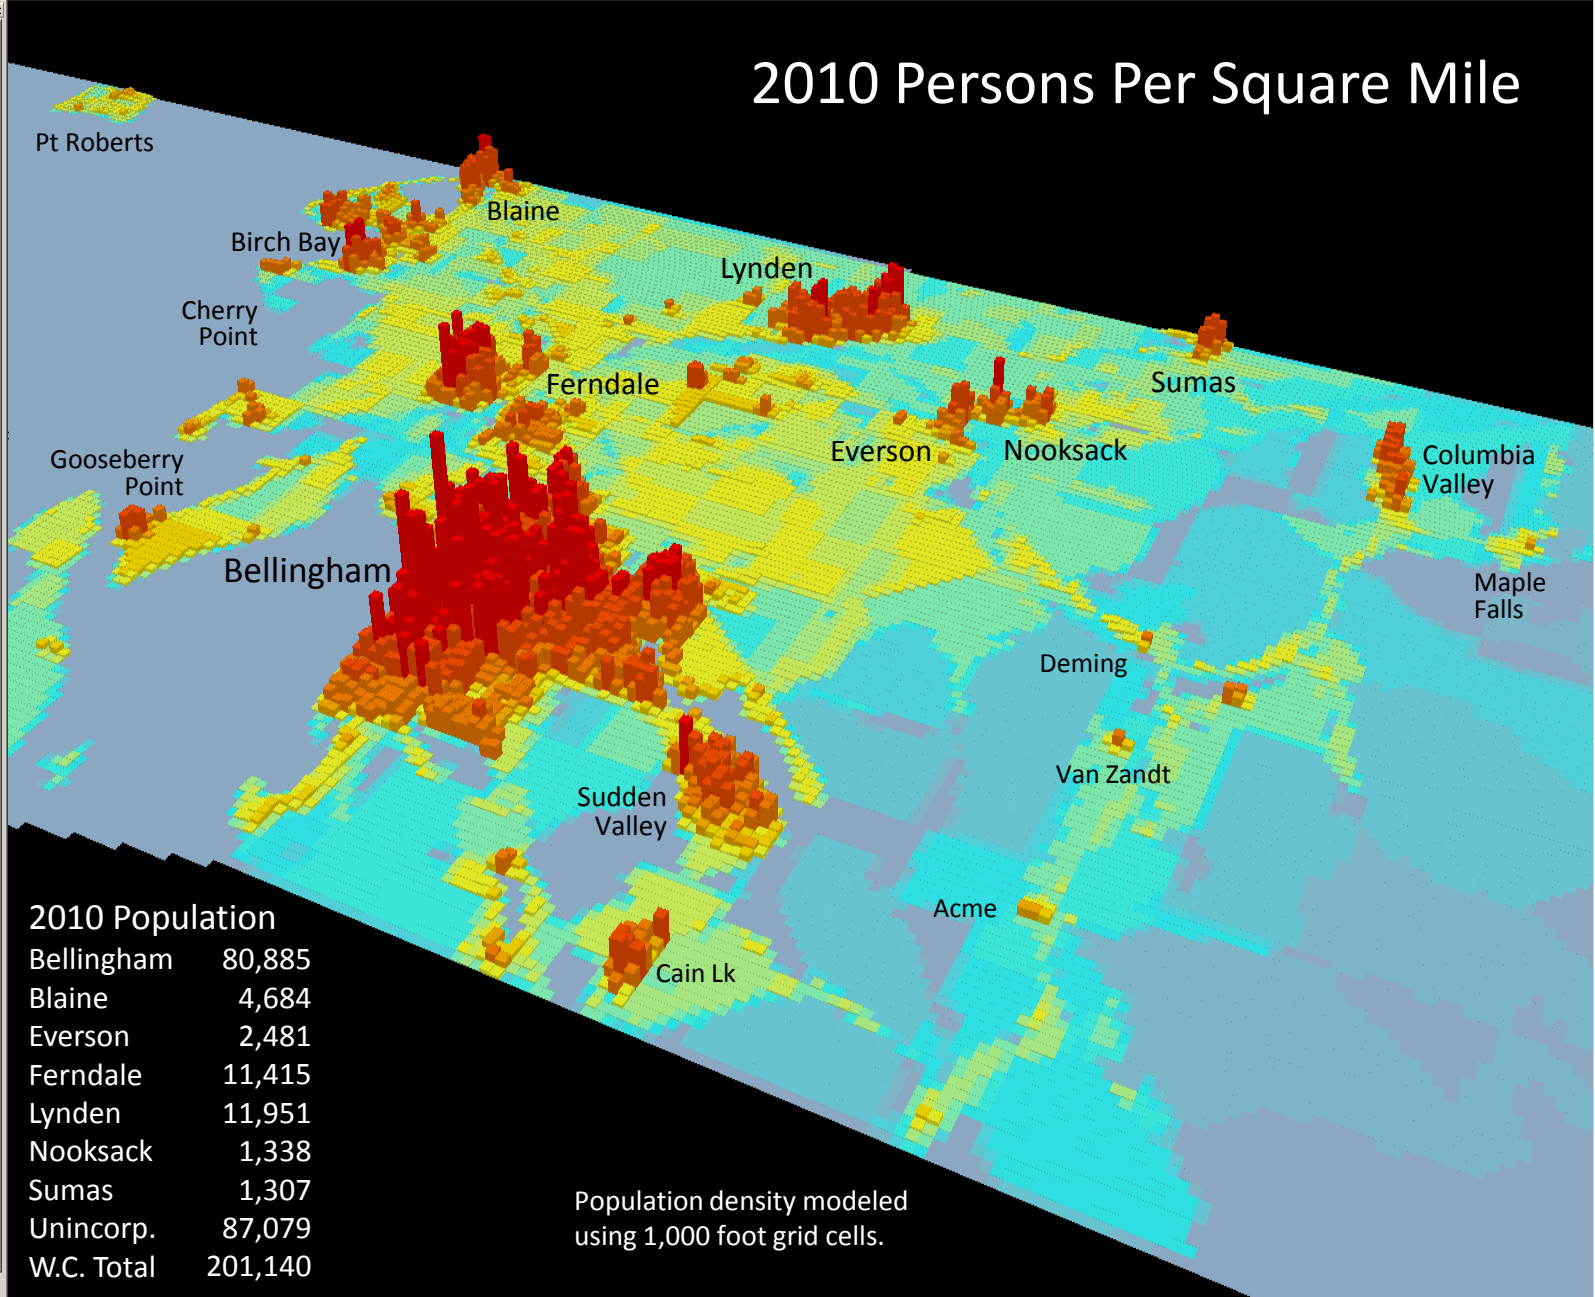 2010 Persons Per Square Mile
Pt Roberts
Blaine
Birch Bay
Lynden
Cherry
Point
Sumas
Ferndale
Everson
Nooksack
Columbia
Valley
Gooseberry
Point
Bellingham
Maple
Falls
Deming
Van Zandt
Sudden
Valley
Acme
Cain Lk
2010 Population
Bellingham 80,885
Blaine 4,684
Everson 2,481
Ferndale 11,415
Lynden 11,951
Nooksack 1,338
Sumas 1,307
Unincorp. 87,079
W.C. Total 201,140
Population density modeled
using 1,000 foot grid cells.